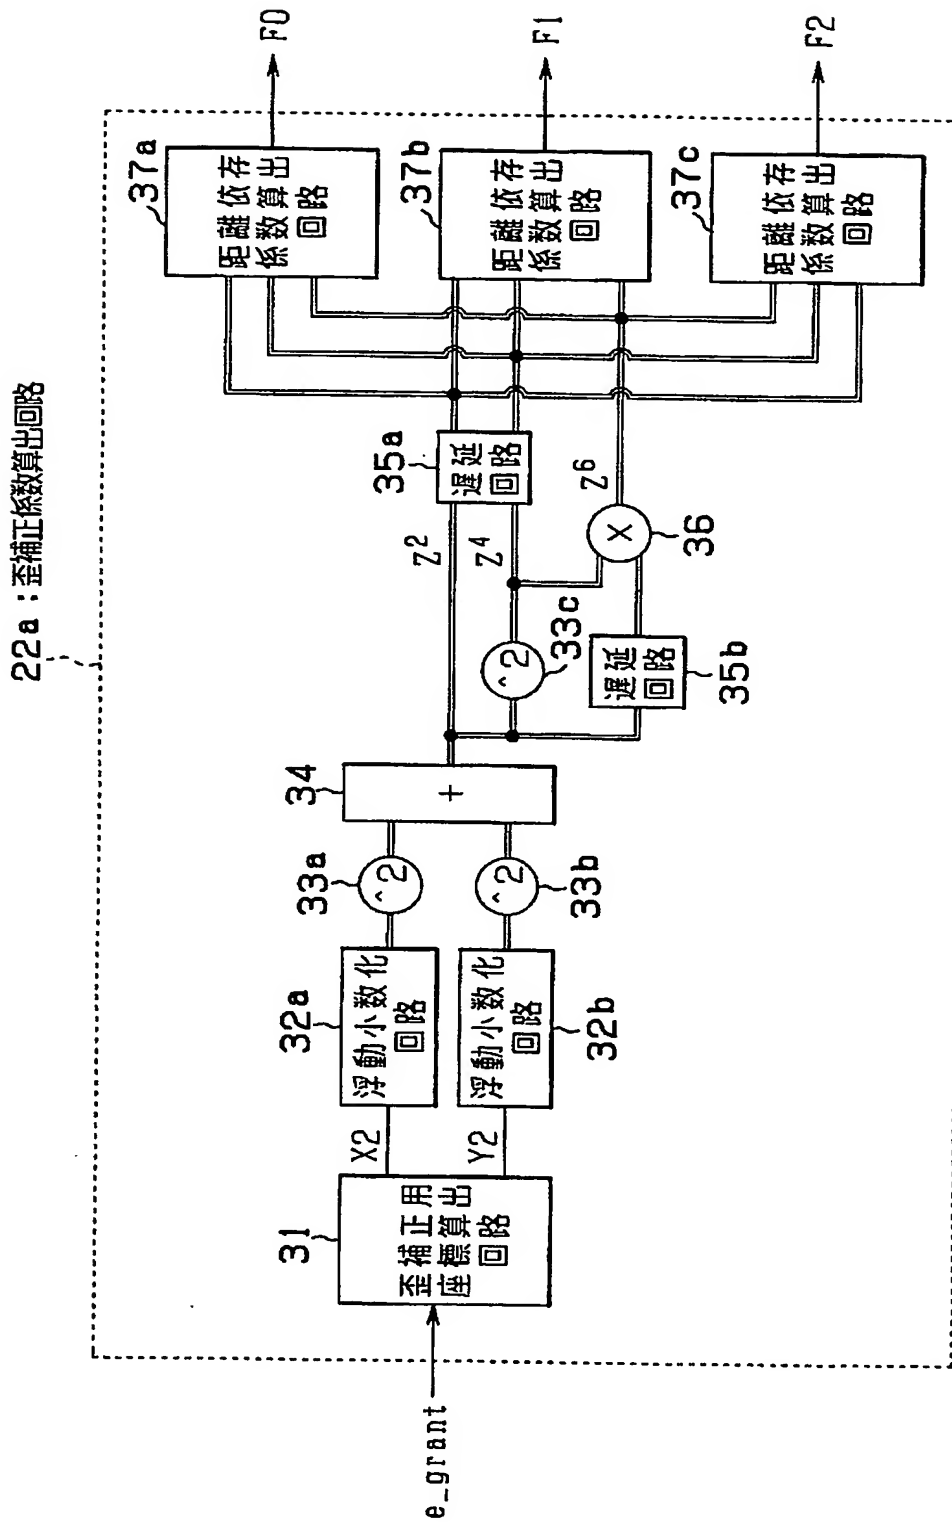 22a：歪補正係数算出回路
e_grant
31
歪補正用
座標算出
回路
X2
Y2
32a
浮動小数化
回路
32b
浮動小数化
回路
33a
^2
33b
^2
34
+
33c
^2
Z2
Z4
35a
遅延
回路
35b
遅延
回路
36
X
Z6
37a
距離依存
係数算出
回路
F0
37b
距離依存
係数算出
回路
F1
37c
距離依存
係数算出
回路
F2